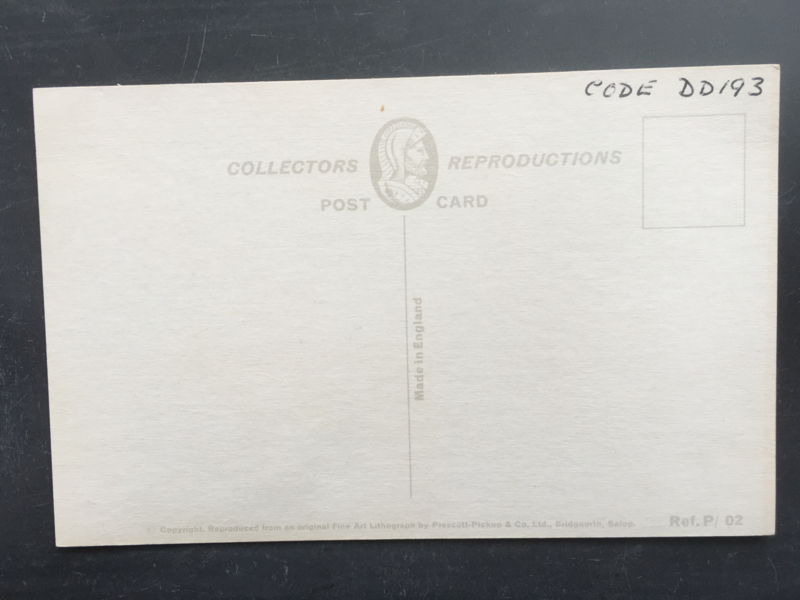 CODE DD193
COLLECTORS REPRODUCTIONS
POST CARD
Made in England
© Copyright. Reproduced from an original Fine Art Lithograph by Prescott-Pickup & Co. Ltd., Bridgnorth, Salop.
Ref. P/ 02